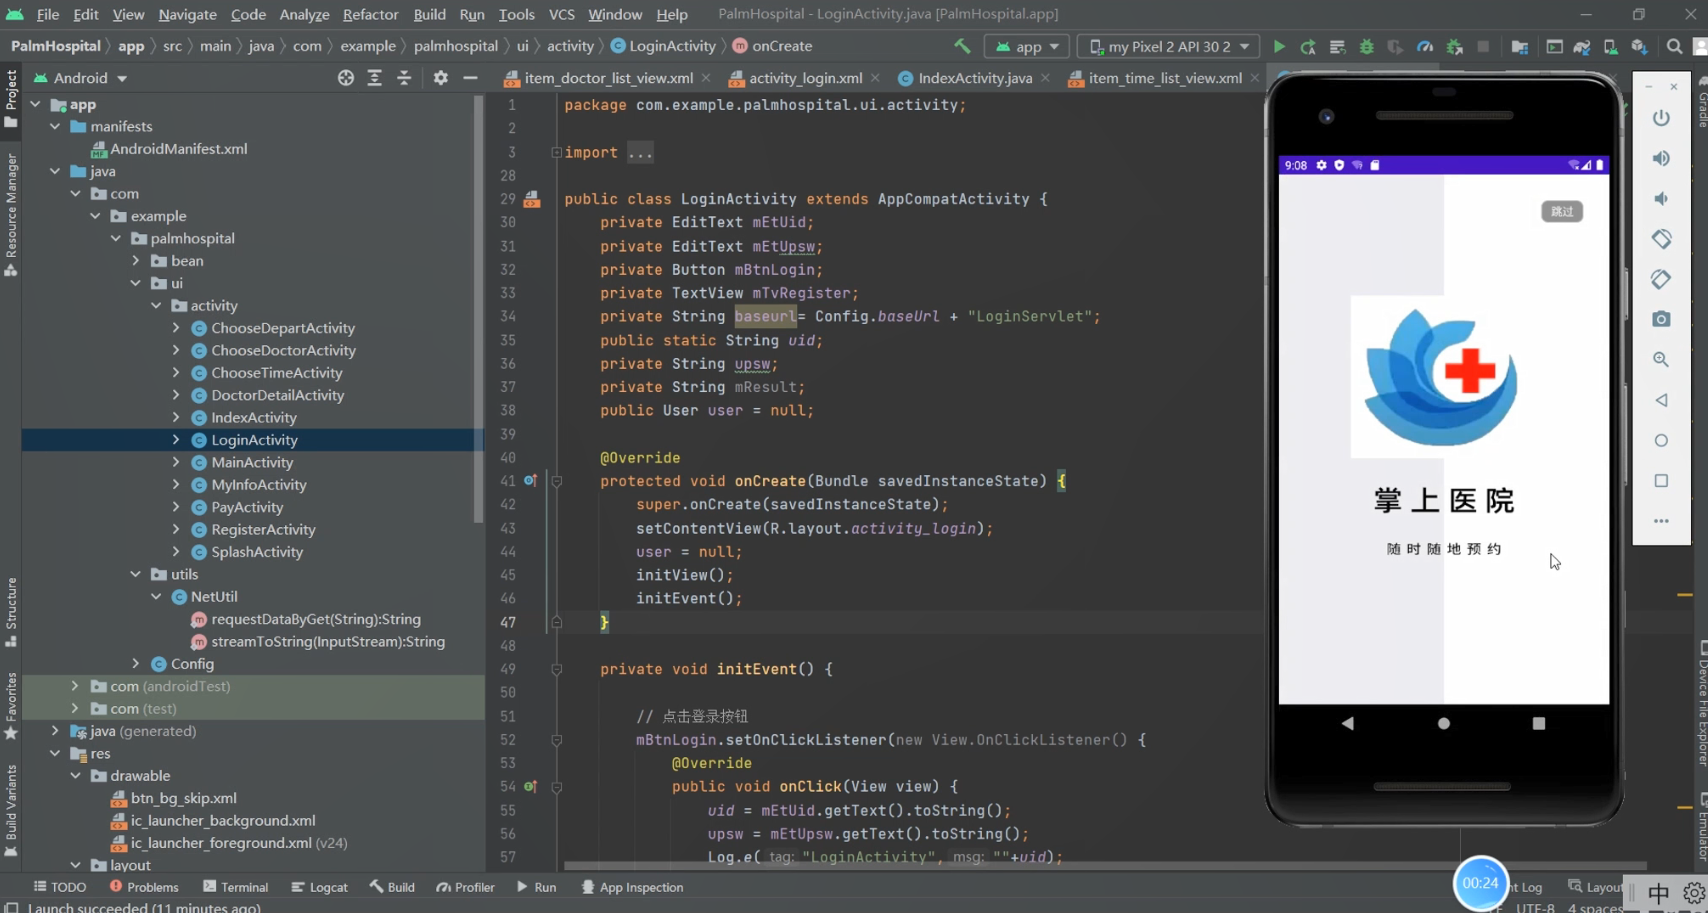 File Edit View Navigate Code Analyze Refactor Build Run Tools VCS Window Help PalmHospital - LoginActivity.java [PalmHospital.app]
PalmHospital app src main java com example palmhospital ui activity LoginActivity onCreate app my Pixel 2 API 30 2
Android
item_doctor_list_view.xml activity_login.xml IndexActivity.java item_time_list_view.xml
Project
Resource Manager
Structure
Favorites
Build Variants
app
manifests
AndroidManifest.xml
java
com
example
palmhospital
bean
ui
activity
ChooseDepartActivity
ChooseDoctorActivity
ChooseTimeActivity
DoctorDetailActivity
IndexActivity
LoginActivity
MainActivity
MyInfoActivity
PayActivity
RegisterActivity
SplashActivity
utils
NetUtil
requestDataByGet(String):String
streamToString(InputStream):String
Config
com (androidTest)
com (test)
java (generated)
res
drawable
btn_bg_skip.xml
ic_launcher_background.xml
ic_launcher_foreground.xml (v24)
layout
1 package com.example.palmhospital.ui.activity;
2
3 import ...
28
29 public class LoginActivity extends AppCompatActivity {
30 private EditText mEtUid;
31 private EditText mEtUpsw;
32 private Button mBtnLogin;
33 private TextView mTvRegister;
34 private String baseurl= Config.baseUrl + "LoginServlet";
35 public static String uid;
36 private String upsw;
37 private String mResult;
38 public User user = null;
39
40 @Override
41 protected void onCreate(Bundle savedInstanceState) {
42 super.onCreate(savedInstanceState);
43 setContentView(R.layout.activity_login);
44 user = null;
45 initView();
46 initEvent();
47 }
48
49 private void initEvent() {
50
51 // 点击登录按钮
52 mBtnLogin.setOnClickListener(new View.OnClickListener() {
53 @Override
54 public void onClick(View view) {
55 uid = mEtUid.getText().toString();
56 upsw = mEtUpsw.getText().toString();
57 Log.e( tag: "LoginActivity", msg: ""+uid);
9:08
跳过
掌上医院
随时随地预约
Gradle
Device File Explorer
Emulator
TODO Problems Terminal Logcat Build Profiler Run App Inspection
00:24
nt Log Layou
中
Launch succeeded (11 minutes ago)
UTF-8 4 spaces